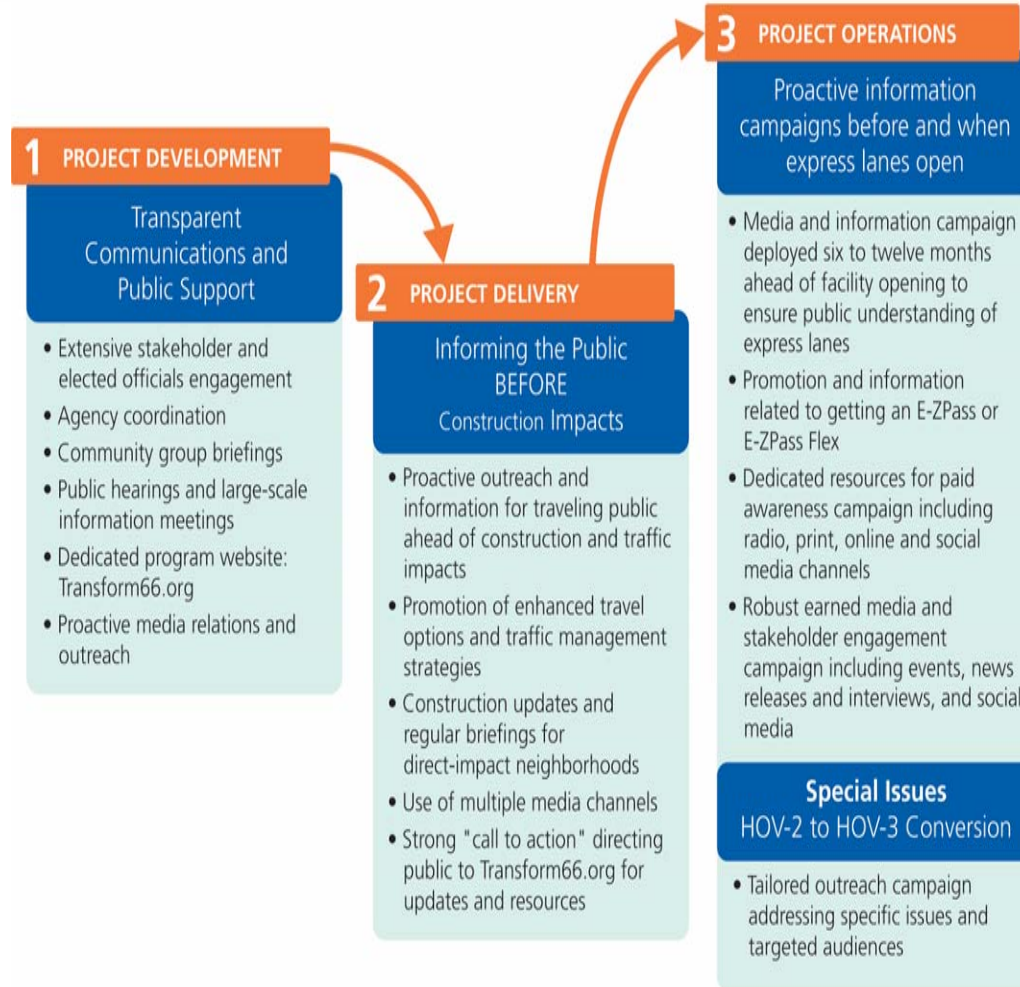 1 PROJECT DEVELOPMENT
Transparent
Communications and
Public Support
• Extensive stakeholder and
elected officials engagement
• Agency coordination
• Community group briefings
• Public hearings and large-scale
information meetings
• Dedicated program website:
Transform66.org
• Proactive media relations and
outreach
2 PROJECT DELIVERY
Informing the Public
BEFORE
Construction Impacts
• Proactive outreach and
information for traveling public
ahead of construction and traffic
impacts
• Promotion of enhanced travel
options and traffic management
strategies
• Construction updates and
regular briefings for
direct-impact neighborhoods
• Use of multiple media channels
• Strong "call to action" directing
public to Transform66.org for
updates and resources
3 PROJECT OPERATIONS
Proactive information
campaigns before and when
express lanes open
• Media and information campaign
deployed six to twelve months
ahead of facility opening to
ensure public understanding of
express lanes
• Promotion and information
related to getting an E-ZPass or
E-ZPass Flex
• Dedicated resources for paid
awareness campaign including
radio, print, online and social
media channels
• Robust earned media and
stakeholder engagement
campaign including events, news
releases and interviews, and social
media
Special Issues
HOV-2 to HOV-3 Conversion
• Tailored outreach campaign
addressing specific issues and
targeted audiences